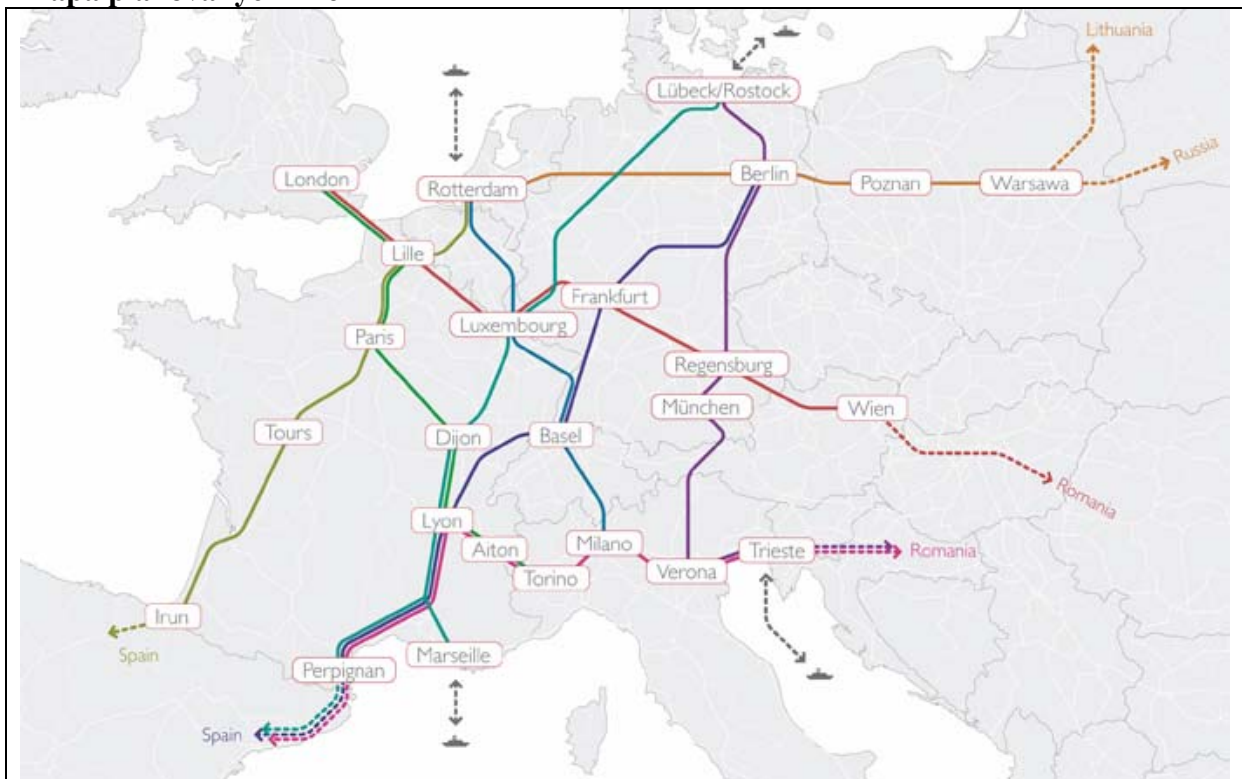 Lithuania
Lübeck/Rostock
Russia
London
Rotterdam
Berlin
Poznan
Warsawa
Lille
Frankfurt
Luxembourg
Paris
Regensburg
München
Wien
Tours
Dijon
Basel
Romania
Lyon
Aiton
Milano
Trieste
Romania
Torino
Verona
Irun
Spain
Marseille
Perpignan
Spain